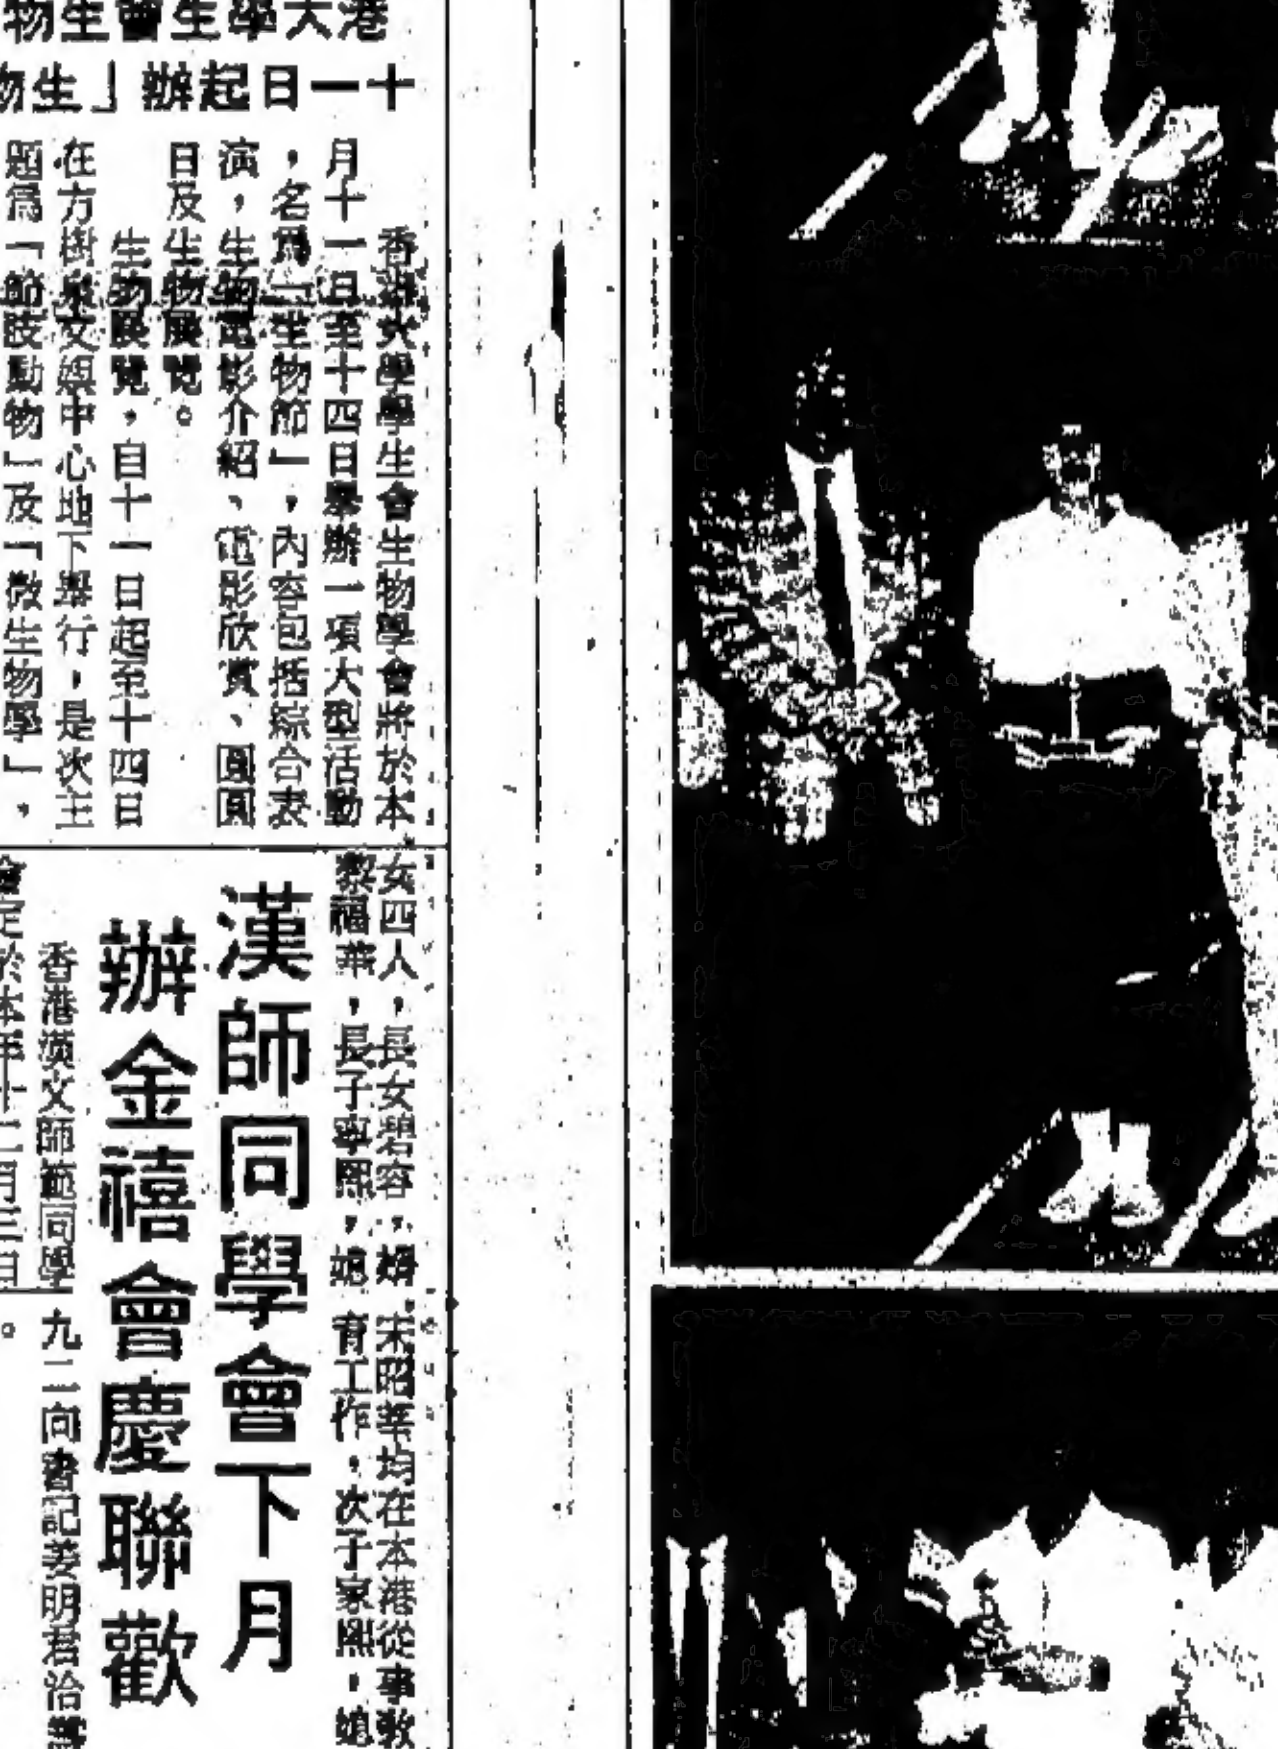 港大學生會生物
十一日起辦「生物
香港大學學生會生物學會將於本
月十一日至十四日舉辦一項大型活動
，名爲「生物節」，內容包括綜合表
演，生物電影介紹、電影欣賞、園圃
日及生物展覽。
生物展覽，自十一日起至十四日
在方樹泉文娛中心地下舉行，是次主
題爲「節肢動物」及「微生物學」，
女四人，長女碧容，婿
宋昭華均在本港從事敎
黎福華，長子寧熙，媳
育工作，次子家熙，媳
漢師同學會下月
辦金禧會慶聯歡
香港漢文師範同學
會定於本年十二月三日
九二向書記姜明君洽
。